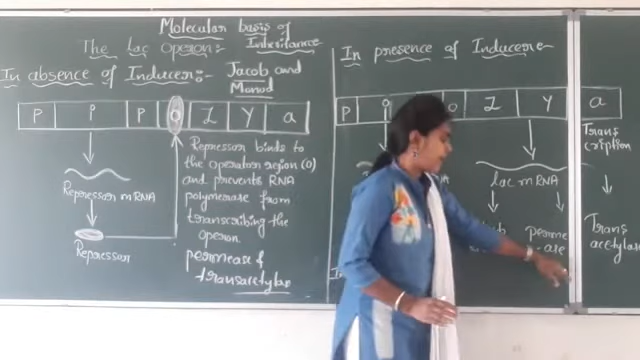 Molecular basis of
Inheritance
The Lac Operon:-
In absence of Inducer:- Jacob and
Monod
P i P O Z Y a
Repressor mRNA
Repressor
Repressor binds to
the operator region (O)
and prevents RNA
polymerase from
transcribing the
operon
permease &
transacetylase
In presence of Inducer:-
P O Z Y a
lac mRNA
perme
-ase
Trans
cription
Trans
acetylase